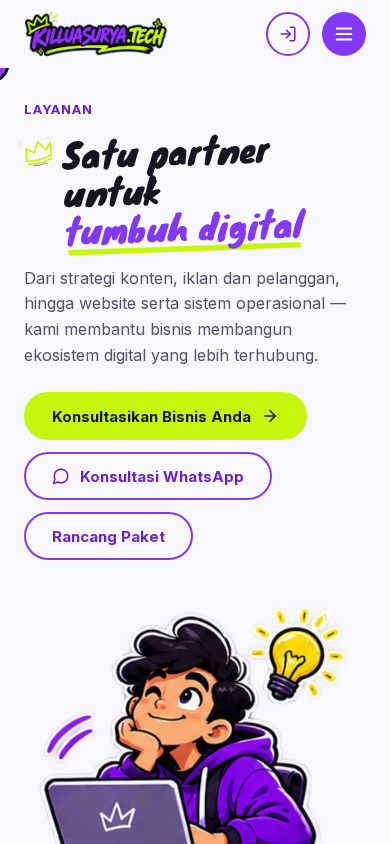 KILLUASURYA.TECH
LAYANAN
Satu partner
untuk
tumbuh digital
Dari strategi konten, iklan dan pelanggan,
hingga website serta sistem operasional —
kami membantu bisnis membangun
ekosistem digital yang lebih terhubung.
Konsultasikan Bisnis Anda
Konsultasi WhatsApp
Rancang Paket